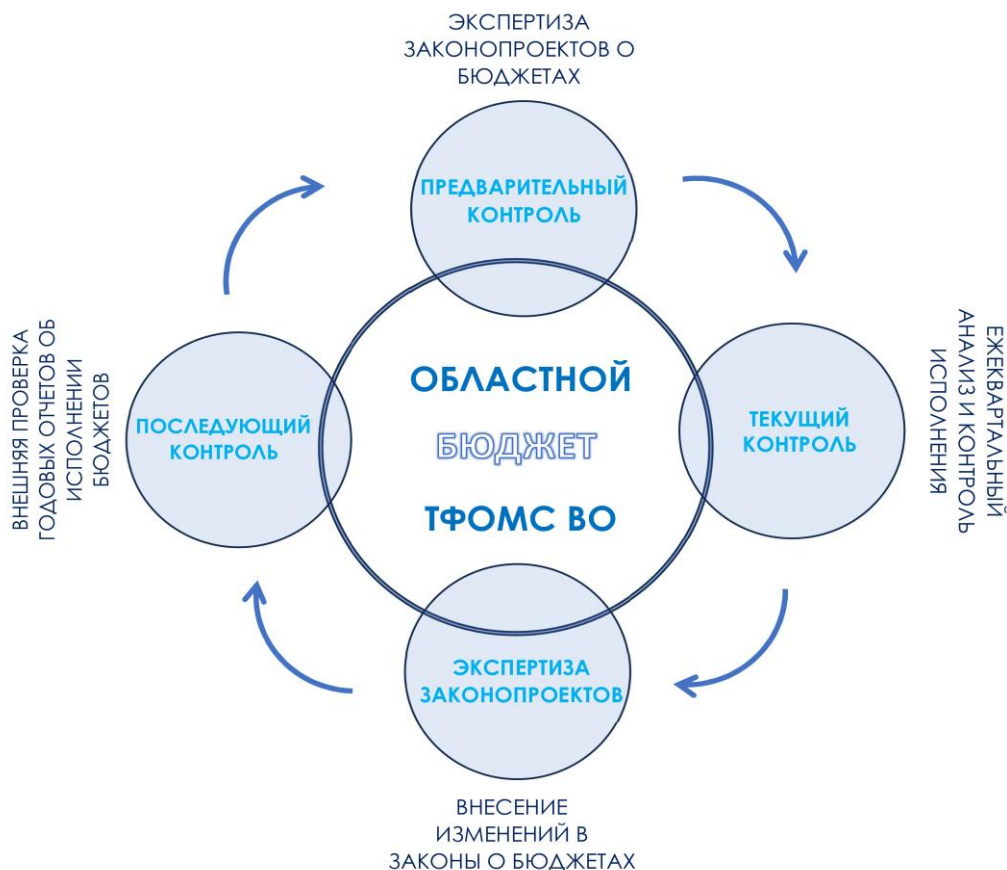 ЭКСПЕРТИЗА
ЗАКОНОПРОЕКТОВ О
БЮДЖЕТАХ
ПРЕДВАРИТЕЛЬНЫЙ
КОНТРОЛЬ
ВНЕШНЯЯ ПРОВЕРКА
ГОДОВЫХ ОТЧЕТОВ ОБ
ИСПОЛНЕНИИ
БЮДЖЕТОВ
ПОСЛЕДУЮЩИЙ
КОНТРОЛЬ
ОБЛАСТНОЙ
БЮДЖЕТ
ТФОМС ВО
ТЕКУЩИЙ
КОНТРОЛЬ
ЕЖЕКВАРТАЛЬНЫЙ
АНАЛИЗ И КОНТРОЛЬ
ИСПОЛНЕНИЯ
ЭКСПЕРТИЗА
ЗАКОНОПРОЕКТОВ
ВНЕСЕНИЕ
ИЗМЕНЕНИЙ В
ЗАКОНЫ О БЮДЖЕТАХ